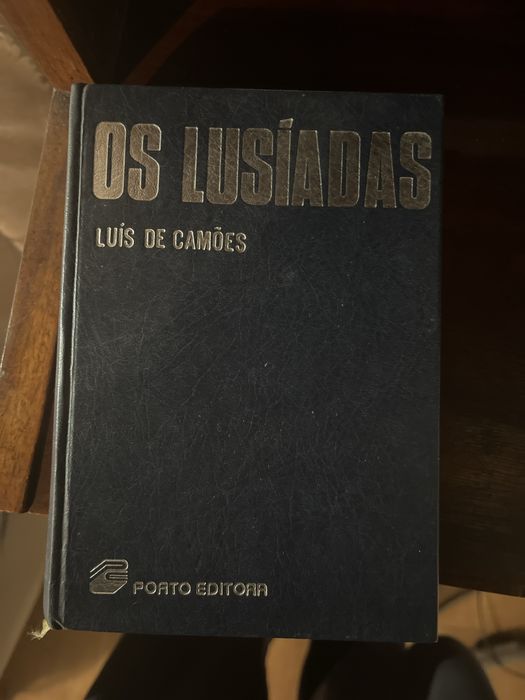 OS LUSÍADAS
LUÍS DE CAMÕES
PORTO EDITORA